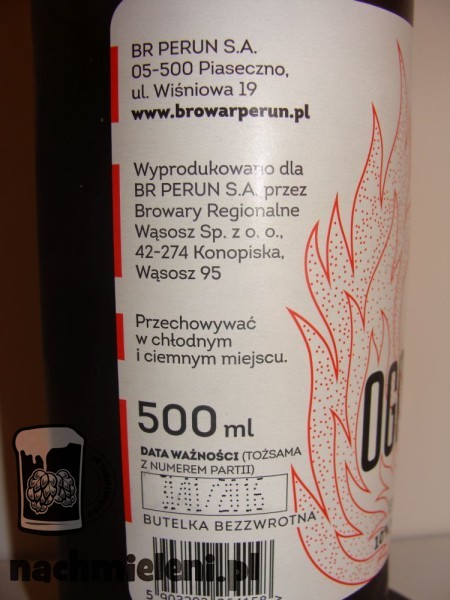 BR PERUN S.A.
05-500 Piaseczno,
ul. Wiśniowa 19
www.browarperun.pl
Wyprodukowano dla
BR PERUN S.A. przez
Browary Regionalne
Wąsosz Sp. z o. o.,
42-274 Konopiska,
Wąsosz 95
Przechowywać
w chłodnym
i ciemnym miejscu.
500 ml
DATA WAŻNOŚCI (TOŻSAMA
Z NUMEREM PARTII)
BUTELKA BEZZWROTNA
nachmieleni.pl